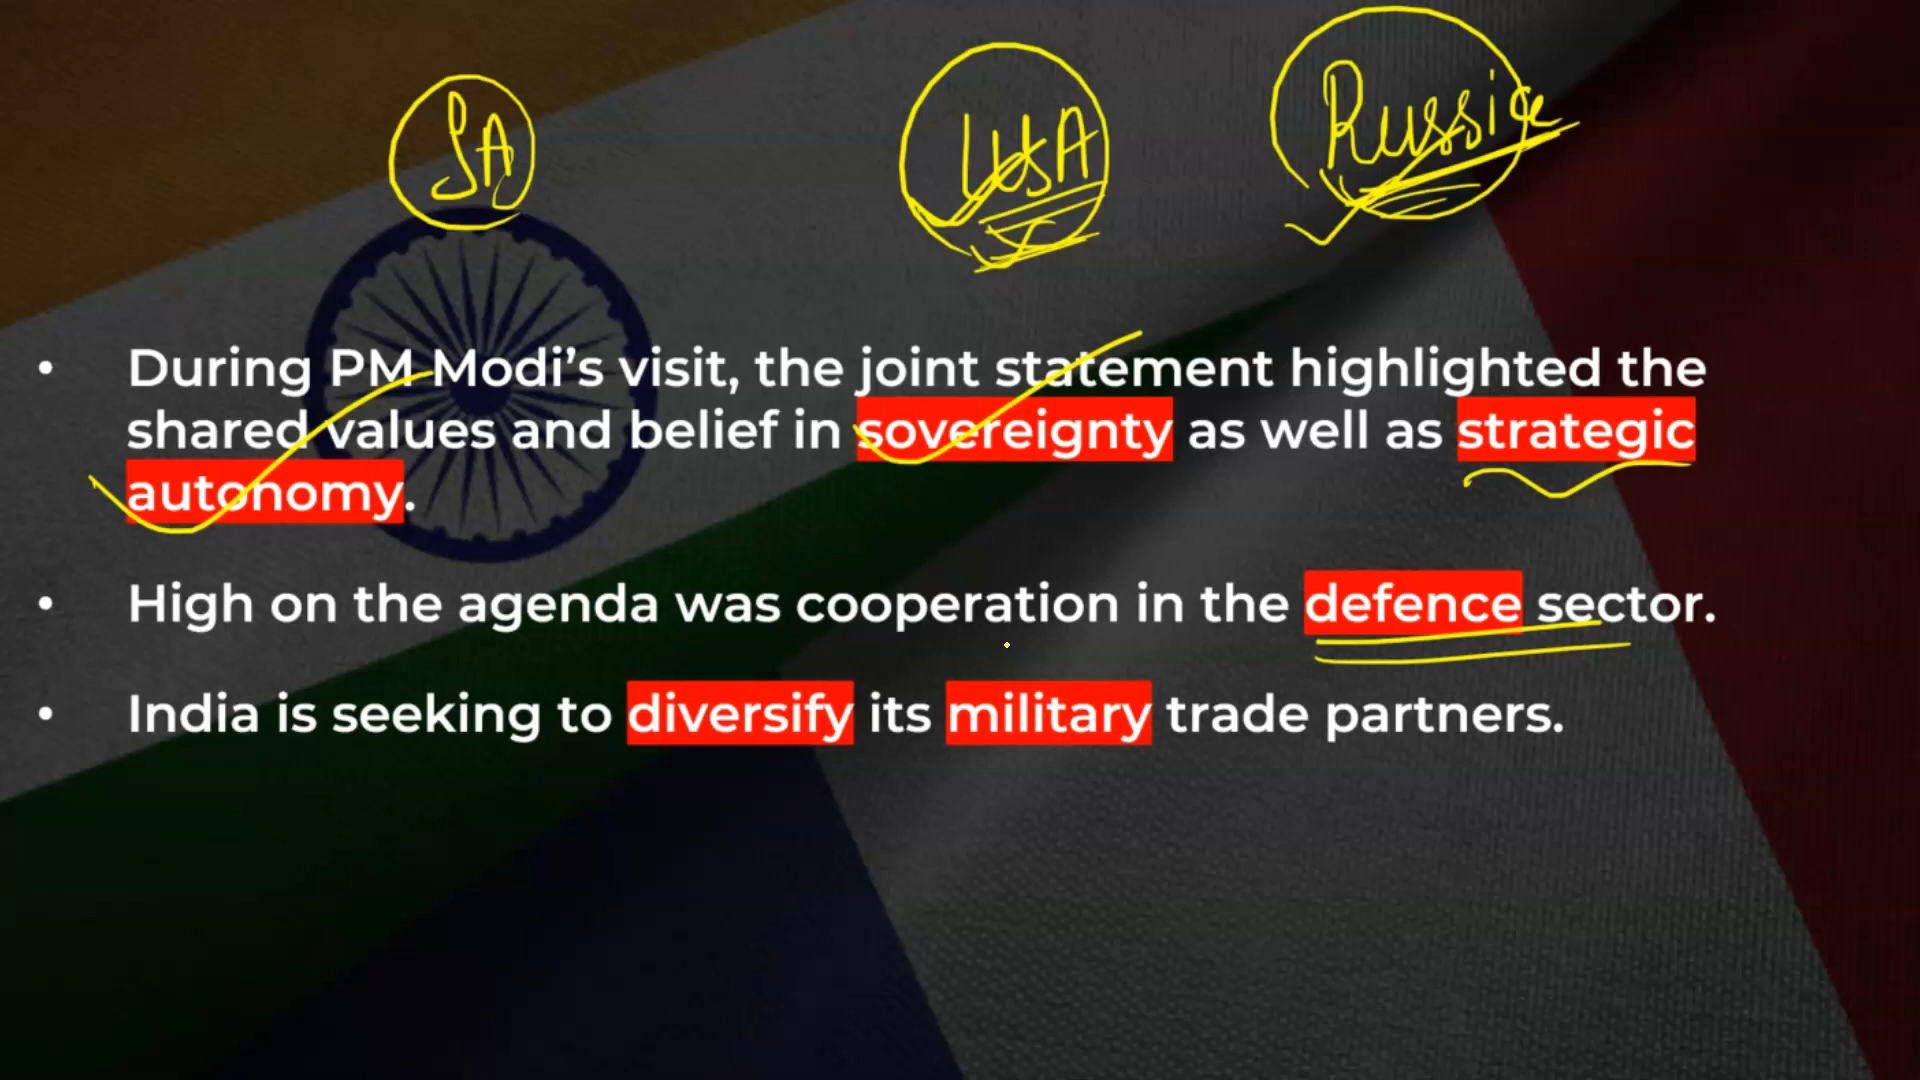 SA USA Russia
• During PM Modi’s visit, the joint statement highlighted the
shared values and belief in sovereignty as well as strategic
autonomy.
• High on the agenda was cooperation in the defence sector.
• India is seeking to diversify its military trade partners.